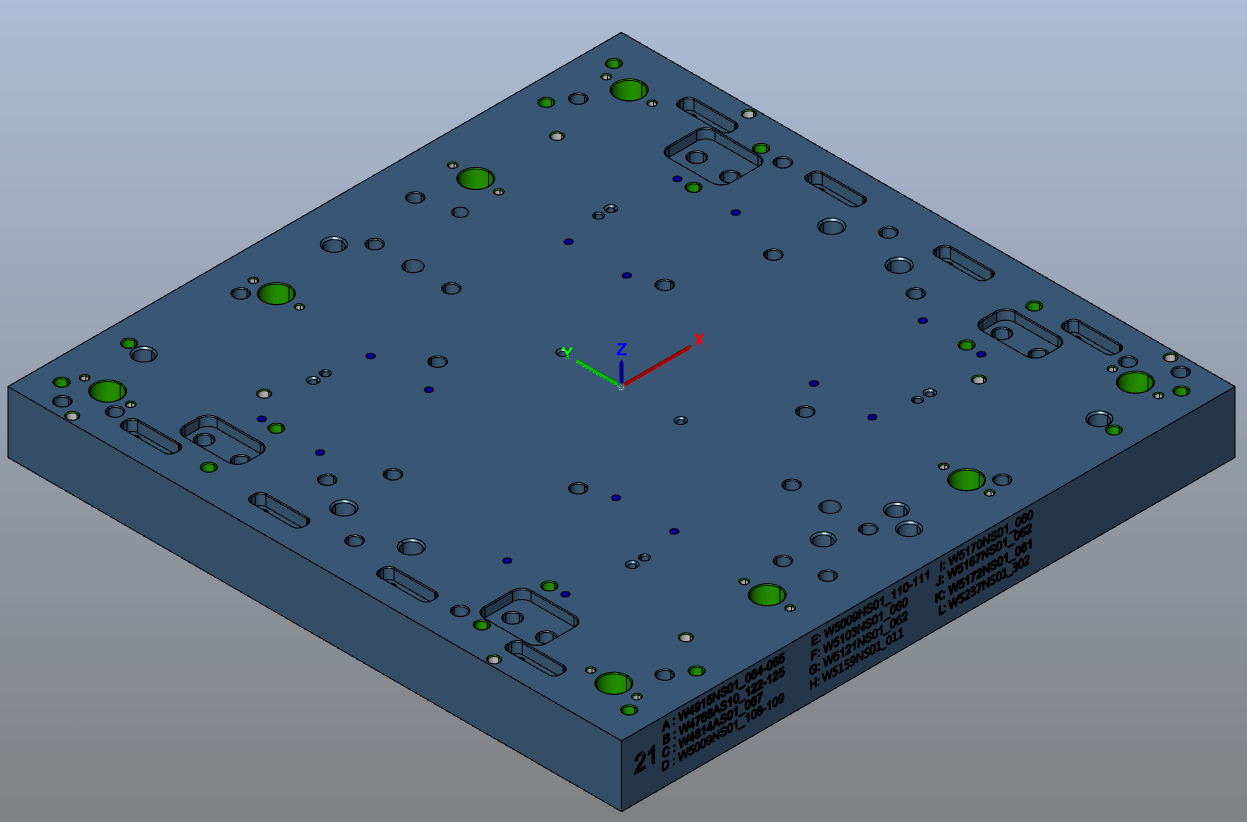 X
Y
Z
21
A : W4915NS01_064-065
B : W4768AS10_122-125
C : W4814AS01_067
D : W5009NS01_108-109
E: W5009NS01_110-111
F: W5103NS01_060
G: W5121NS01_062
H: W5159NS01_011
I: W5170NS01_060
J: W5167NS01_062
K: W5172NS01_061
L: W5237NS01_302